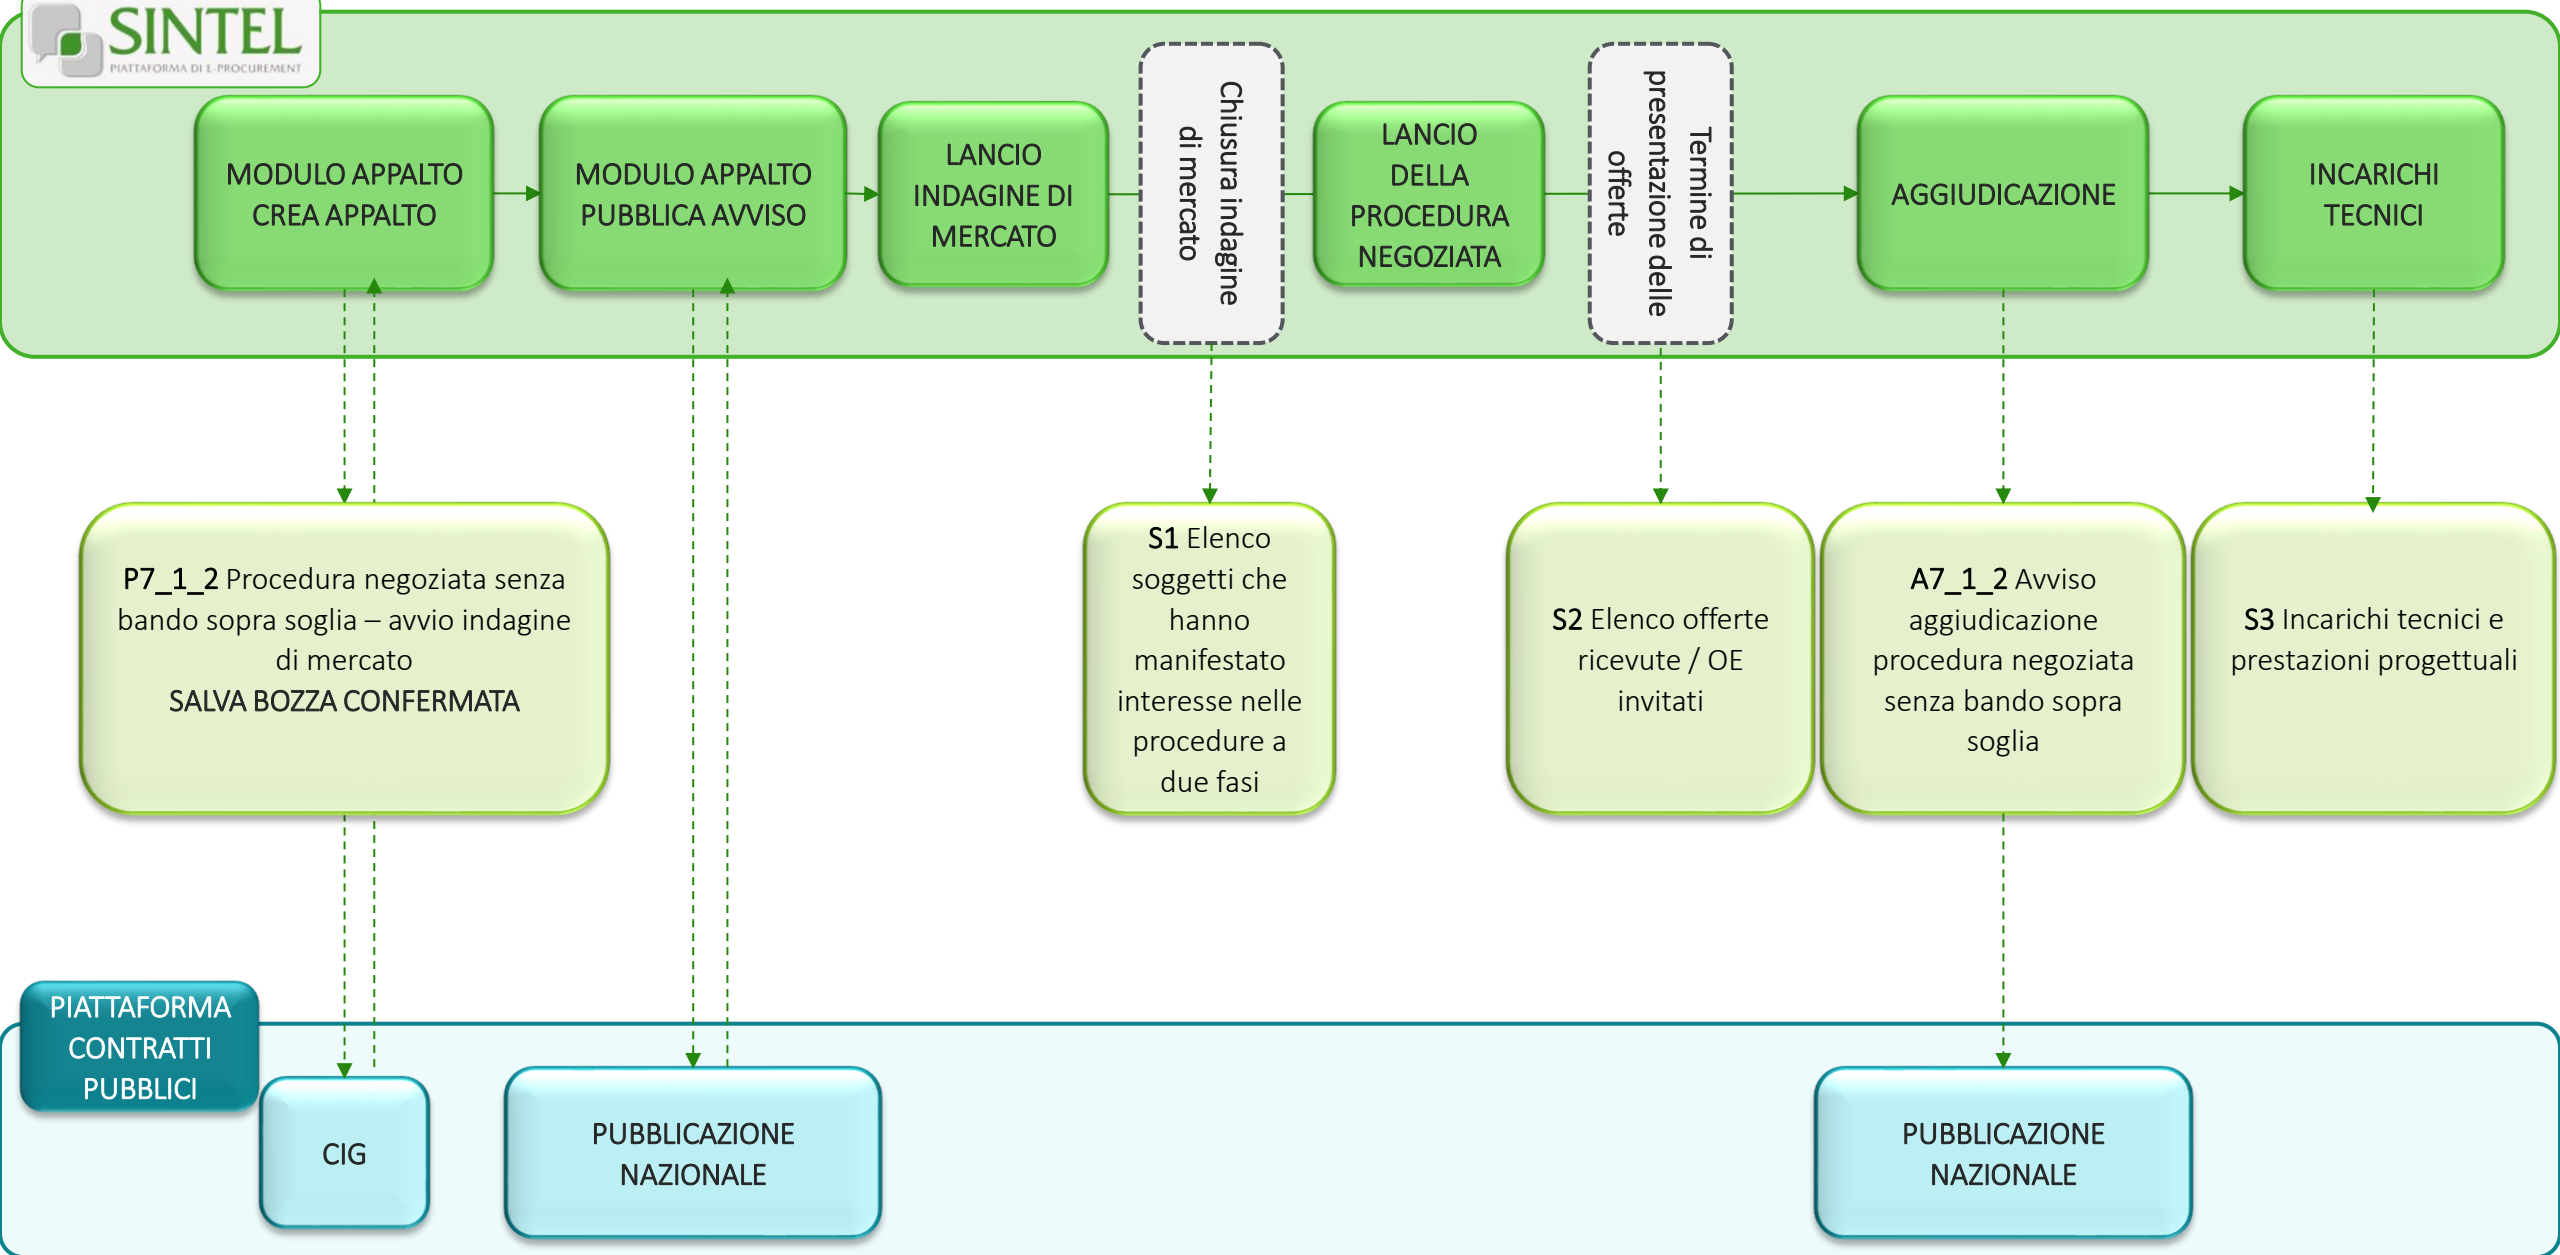 SINTEL
PIATTAFORMA DI E-PROCUREMENT
MODULO APPALTO
CREA APPALTO
MODULO APPALTO
PUBBLICA AVVISO
LANCIO
INDAGINE DI
MERCATO
Chiusura indagine
di mercato
LANCIO
DELLA
PROCEDURA
NEGOZIATA
Termine di
presentazione delle
offerte
AGGIUDICAZIONE
INCARICHI
TECNICI
P7_1_2 Procedura negoziata senza
bando sopra soglia – avvio indagine
di mercato
SALVA BOZZA CONFERMATA
S1 Elenco
soggetti che
hanno
manifestato
interesse nelle
procedure a
due fasi
S2 Elenco offerte
ricevute / OE
invitati
A7_1_2 Avviso
aggiudicazione
procedura negoziata
senza bando sopra
soglia
S3 Incarichi tecnici e
prestazioni progettuali
PIATTAFORMA
CONTRATTI
PUBBLICI
CIG
PUBBLICAZIONE
NAZIONALE
PUBBLICAZIONE
NAZIONALE